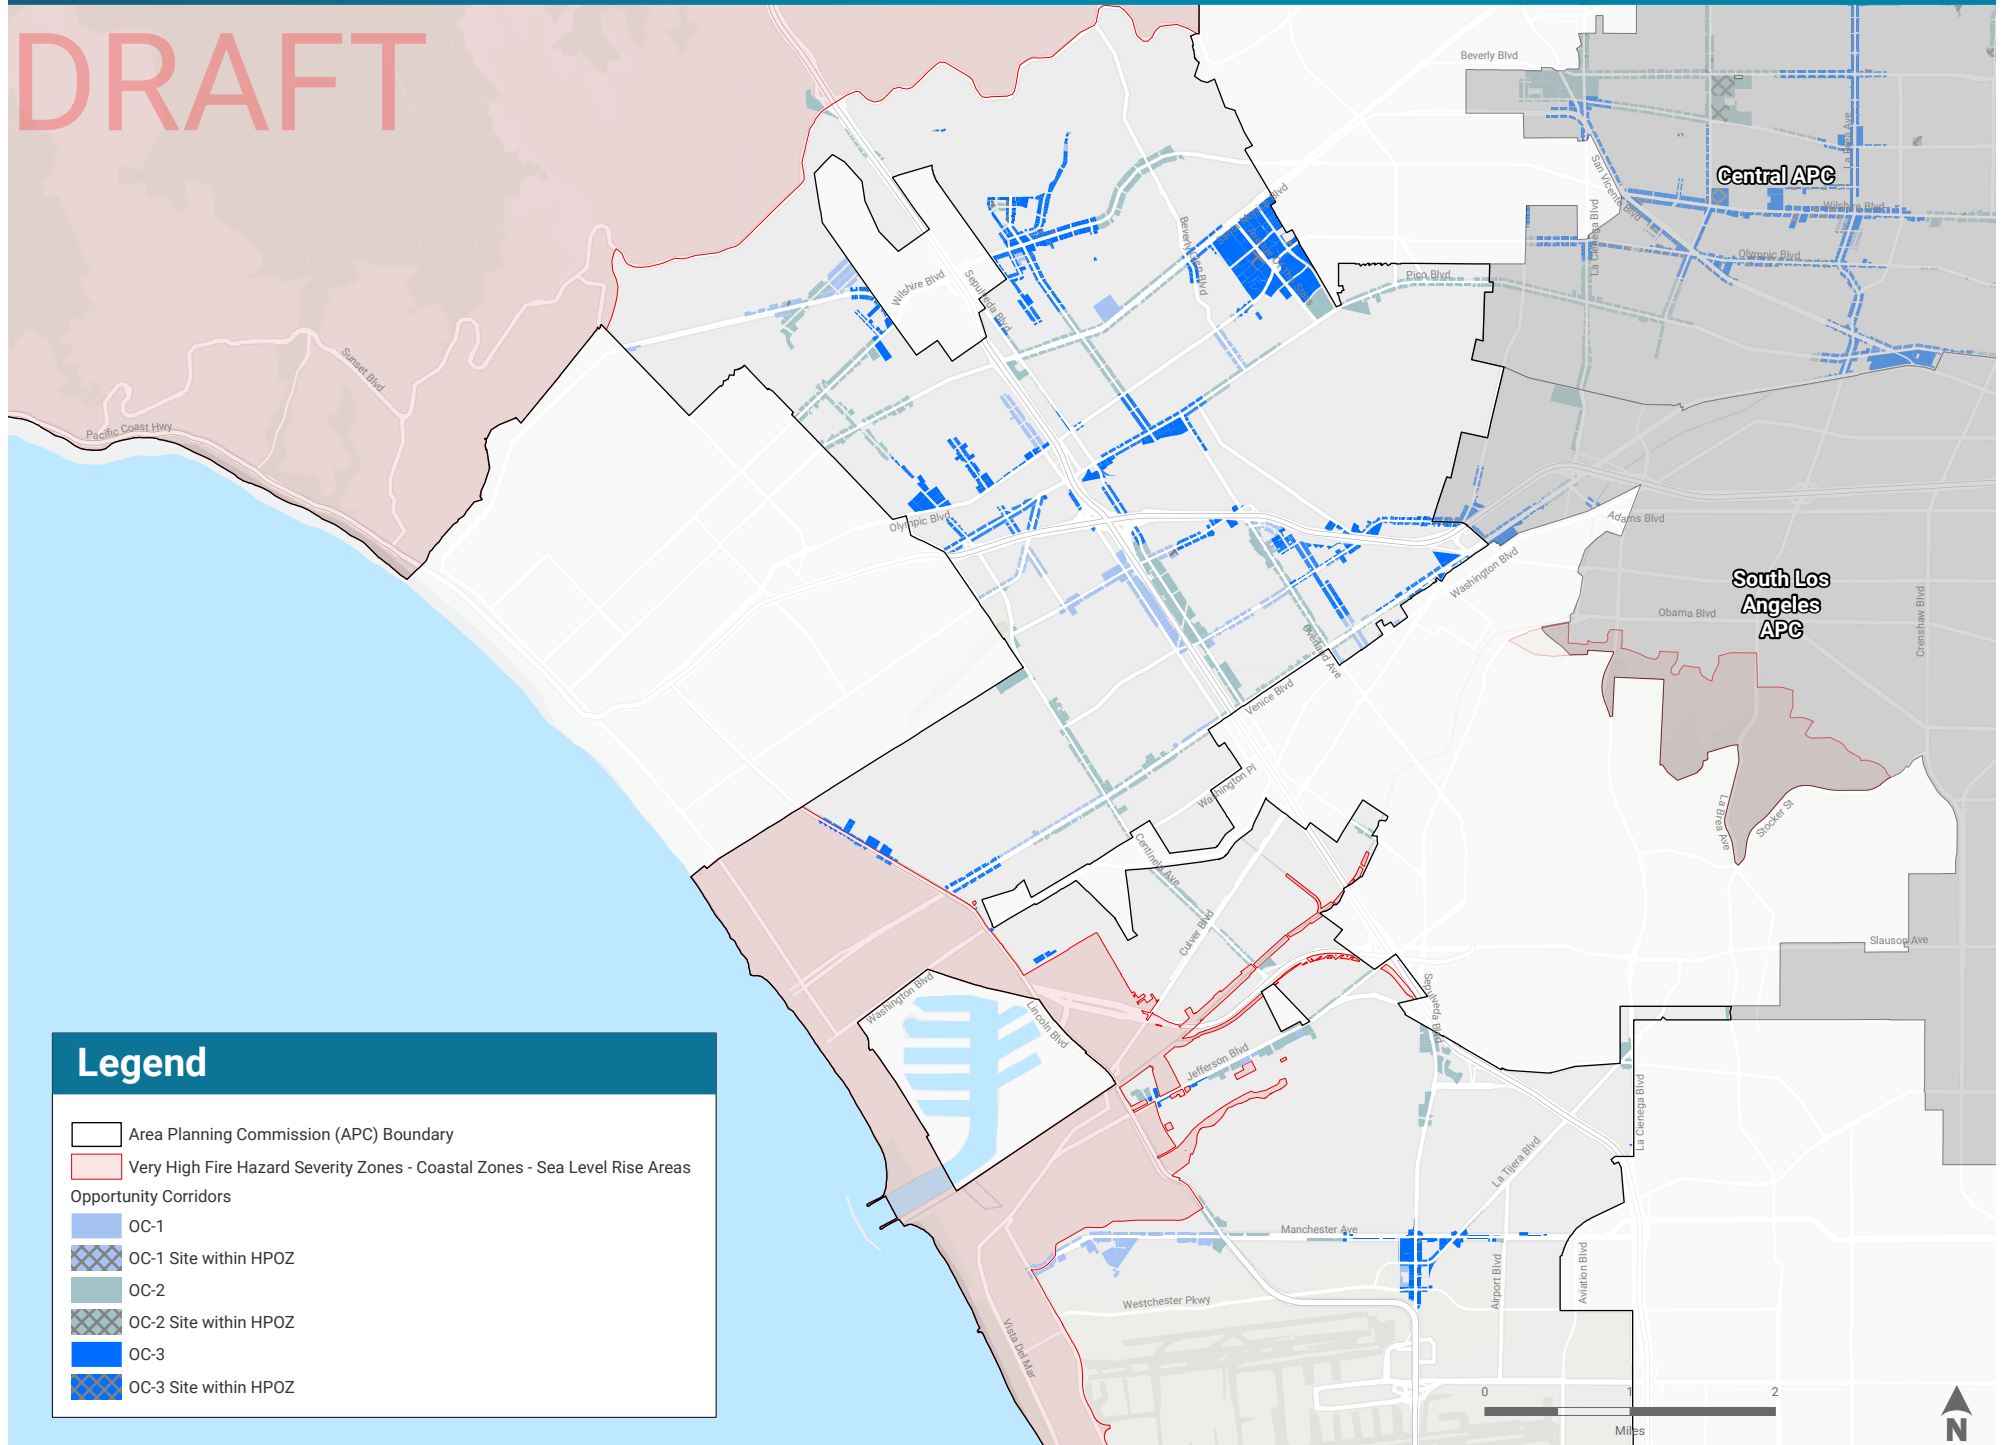 DRAFT
Beverly Blvd
La Brea Ave
Central APC
San Vicente Blvd
Wilshire Blvd
La Cienega Blvd
Olympic Blvd
Pico Blvd
Beverly Glen Blvd
Wilshire Blvd
Sepulveda Blvd
Sunset Blvd
Pacific Coast Hwy
Olympic Blvd
Adams Blvd
Washington Blvd
South Los
Angeles
APC
Obama Blvd
Crenshaw Blvd
Overland Ave
Venice Blvd
Washington Pl
La Brea Ave
Stocker St
Centinela Ave
Culver Blvd
Slauson Ave
Sepulveda Blvd
Washington Blvd
Lincoln Blvd
Jefferson Blvd
La Cienega Blvd
La Tijera Blvd
Manchester Ave
Airport Blvd
Aviation Blvd
Westchester Pkwy
Vista Del Mar
Legend
Area Planning Commission (APC) Boundary
Very High Fire Hazard Severity Zones - Coastal Zones - Sea Level Rise Areas
Opportunity Corridors
OC-1
OC-1 Site within HPOZ
OC-2
OC-2 Site within HPOZ
OC-3
OC-3 Site within HPOZ
0 1 2
Miles
N